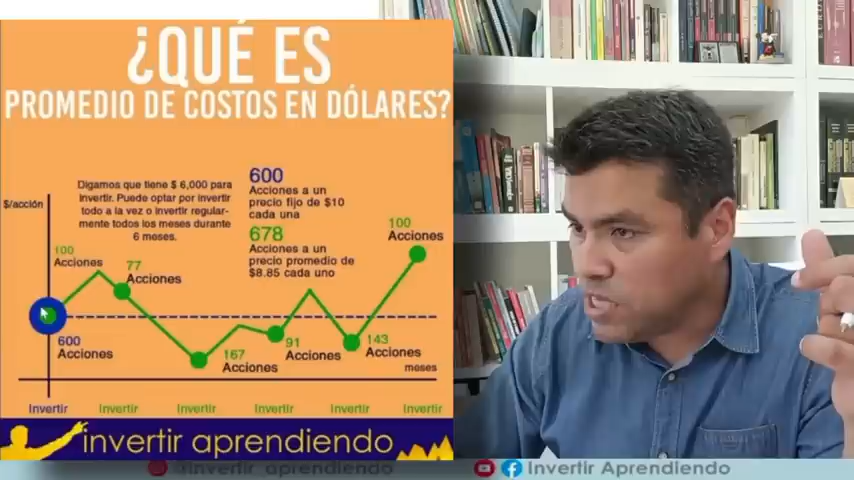 ¿QUÉ ES
PROMEDIO DE COSTOS EN DÓLARES?
Digamos que tiene $ 6,000 para
invertir. Puede optar por invertir
todo a la vez o invertir regular-
mente todos los meses durante
6 meses.
600
Acciones a un
precio fijo de $10
cada una
678
Acciones a un
precio promedio de
$8.85 cada uno
$/acción
100
Acciones
77
Acciones
100
Acciones
600
Acciones
167
Acciones
91
Acciones
143
Acciones
meses
Invertir
Invertir
Invertir
Invertir
Invertir
Invertir
invertir aprendiendo
@invertir_aprendiendo
Invertir Aprendiendo